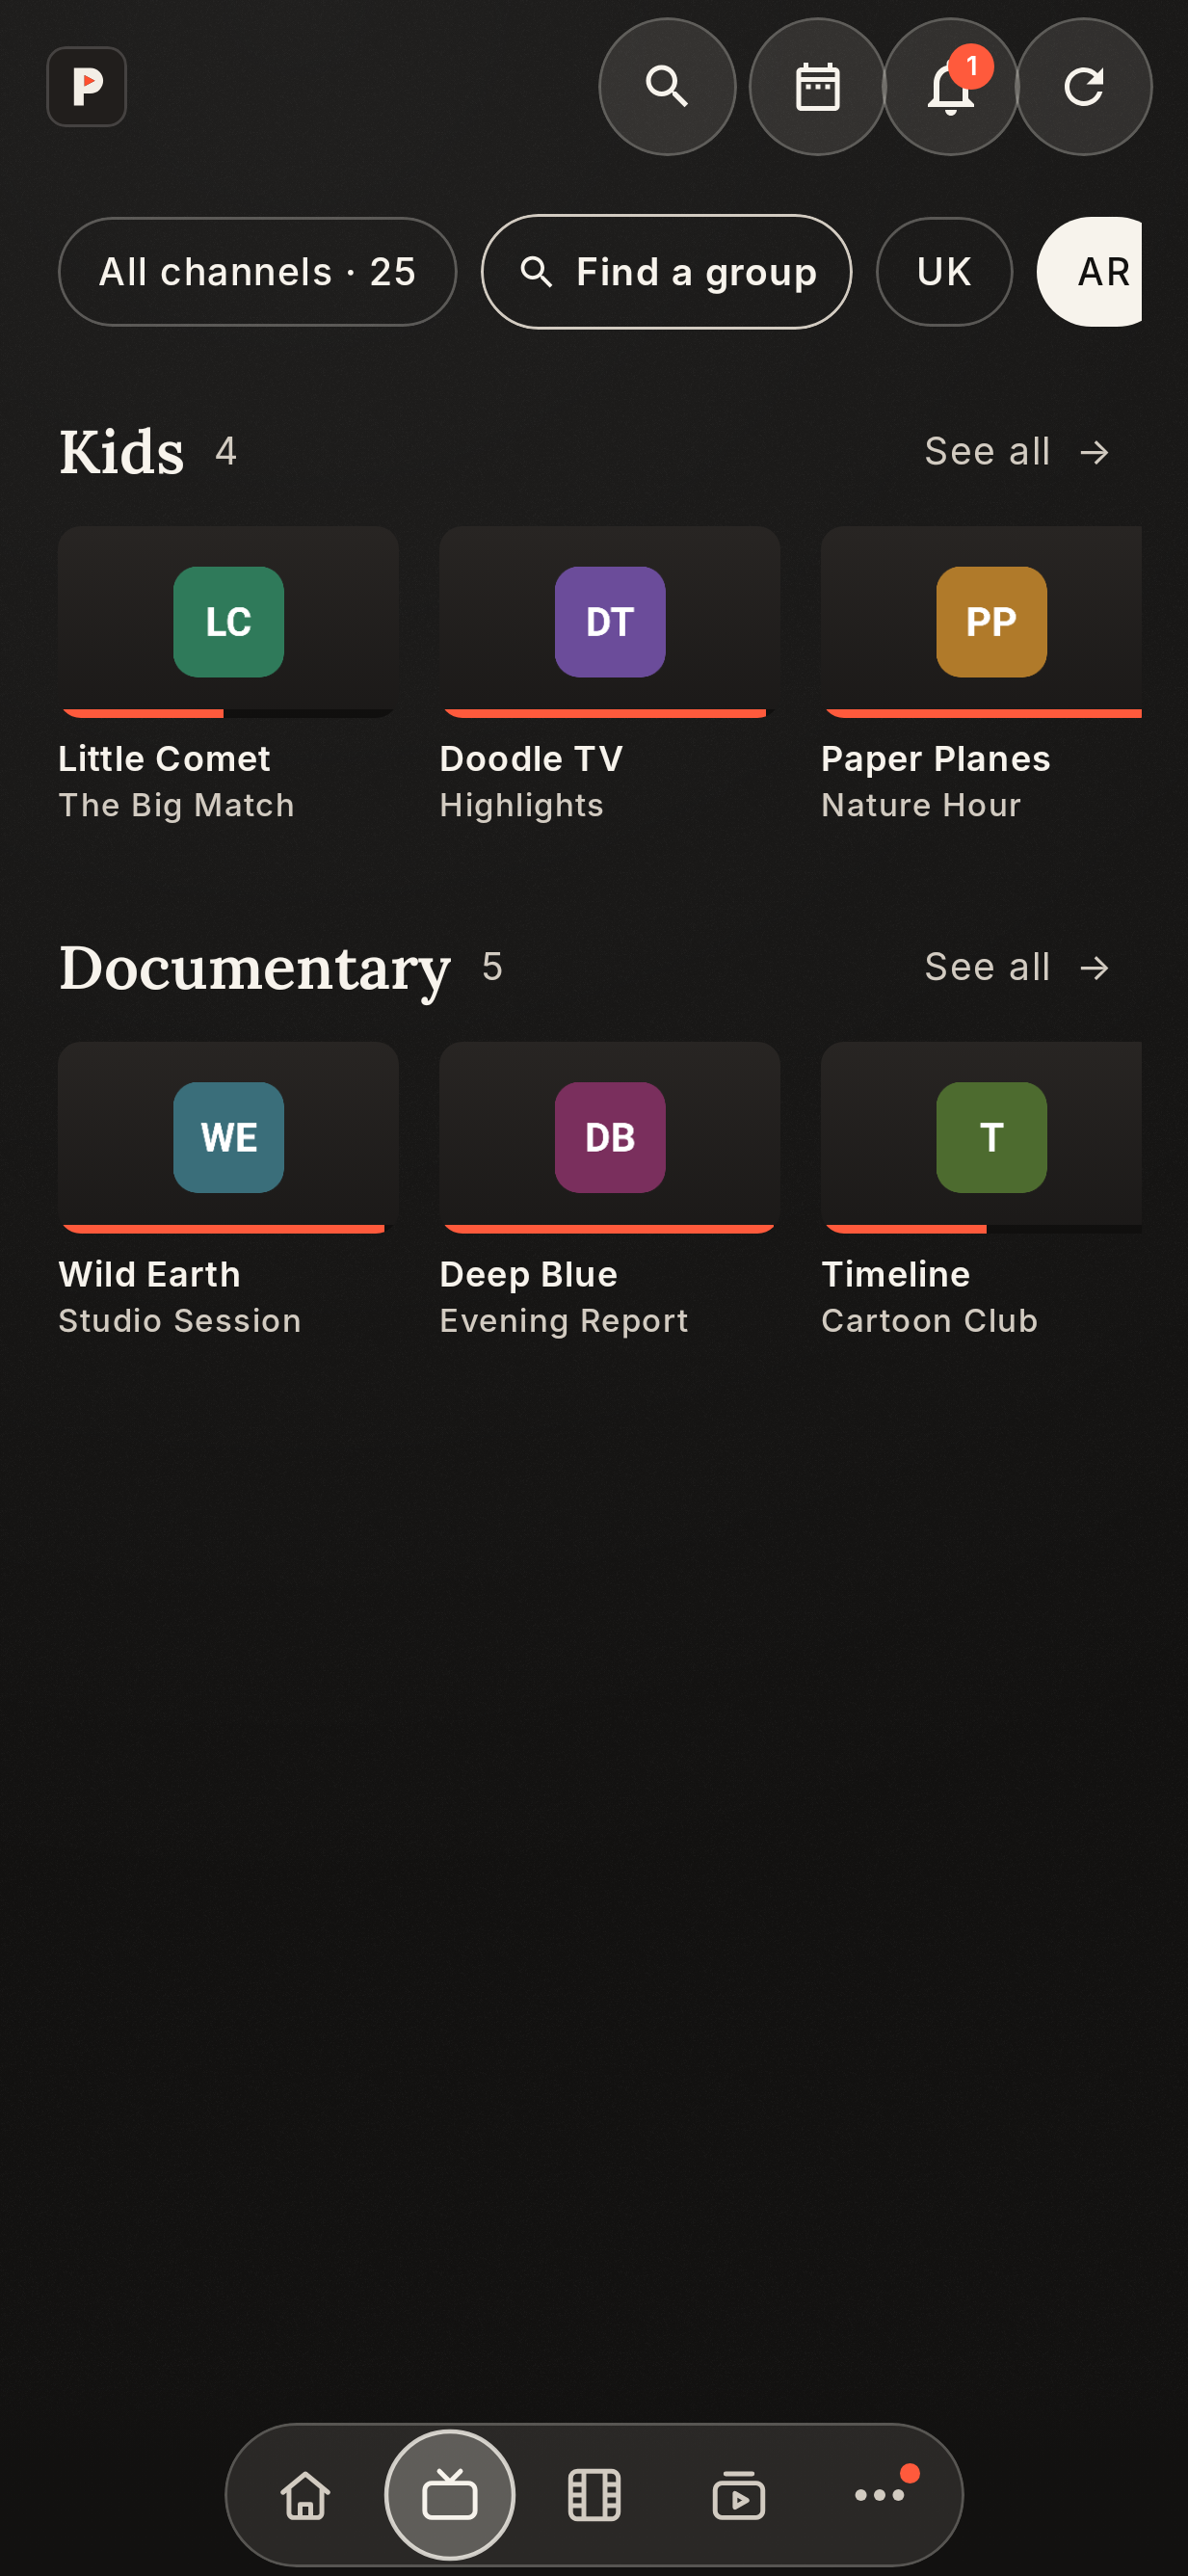 P
1
All channels · 25
Find a group
UK
AR
Kids 4
See all →
LC
DT
PP
Little Comet
The Big Match
Doodle TV
Highlights
Paper Planes
Nature Hour
Documentary 5
See all →
WE
DB
T
Wild Earth
Studio Session
Deep Blue
Evening Report
Timeline
Cartoon Club